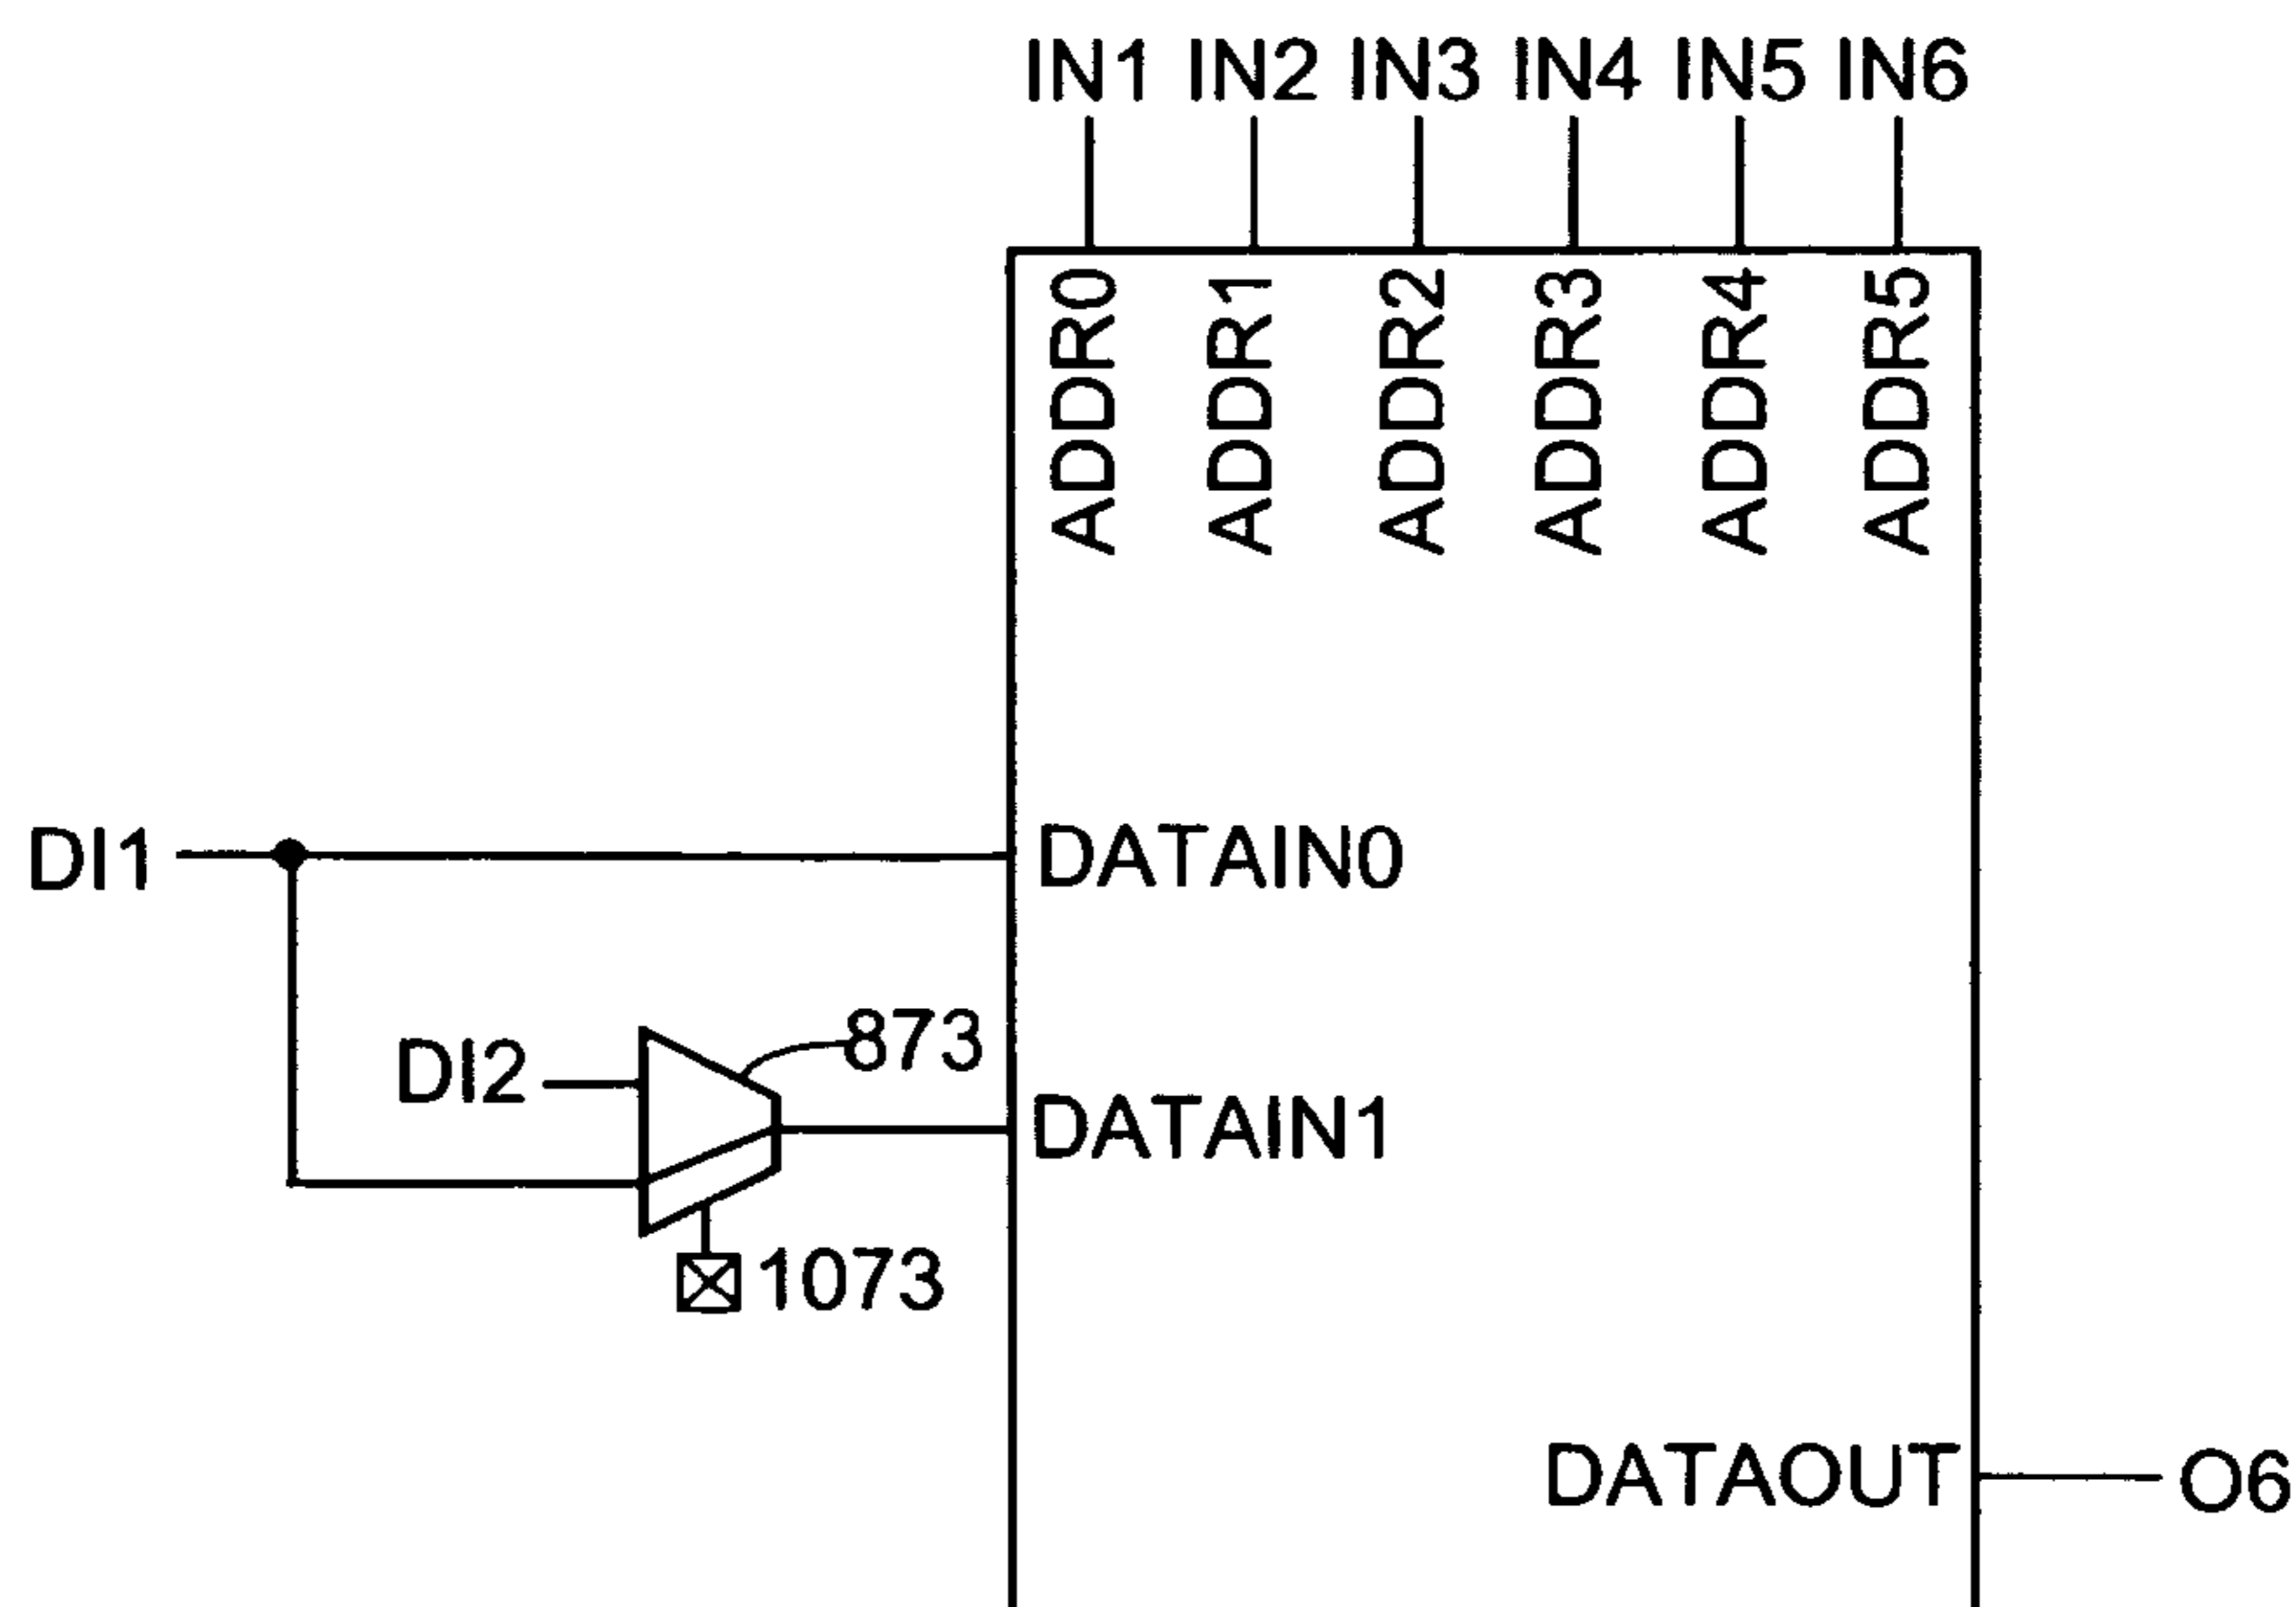 IN1 IN2 IN3 IN4 IN5 IN6
ADDR0 ADDR1 ADDR2 ADDR3 ADDR4 ADDR5
DI1 DATAIN0
873
DI2 DATAIN1
1073
DATAOUT O6